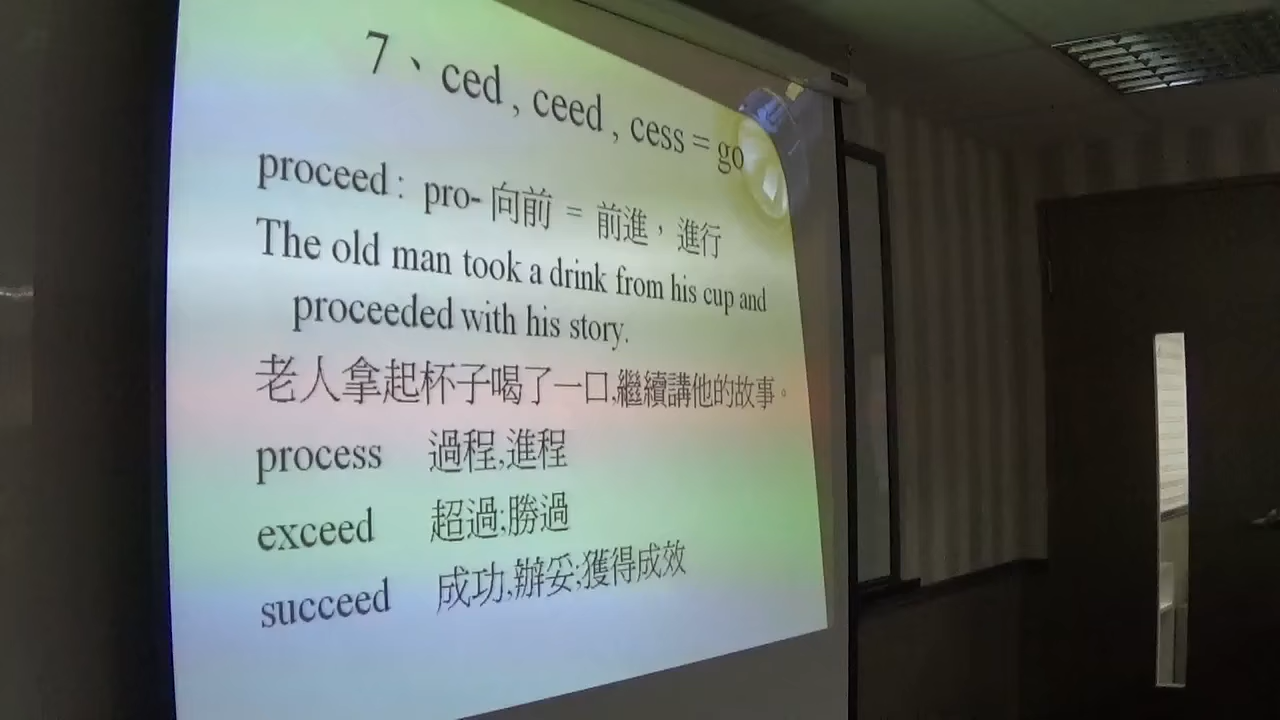 7、ced , ceed , cess = go
proceed : pro- 向前 = 前進，進行
The old man took a drink from his cup and
proceeded with his story.
老人拿起杯子喝了一口,繼續講他的故事。
process 過程,進程
exceed 超過;勝過
succeed 成功,辦妥;獲得成效